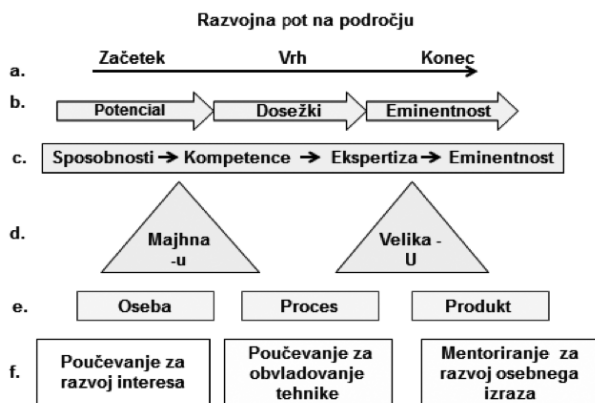 Razvojna pot na področju
Začetek Vrh Konec
a.
b. Potencial Dosežki Eminentnost
c. Sposobnosti → Kompetence → Ekspertiza → Eminentnost
d. Majhna Velika -
-u U
e. Oseba Proces Produkt
Poučevanje za Poučevanje za Mentoriranje za
f. razvoj interesa obvladovanje razvoj osebnega
tehnike izraza